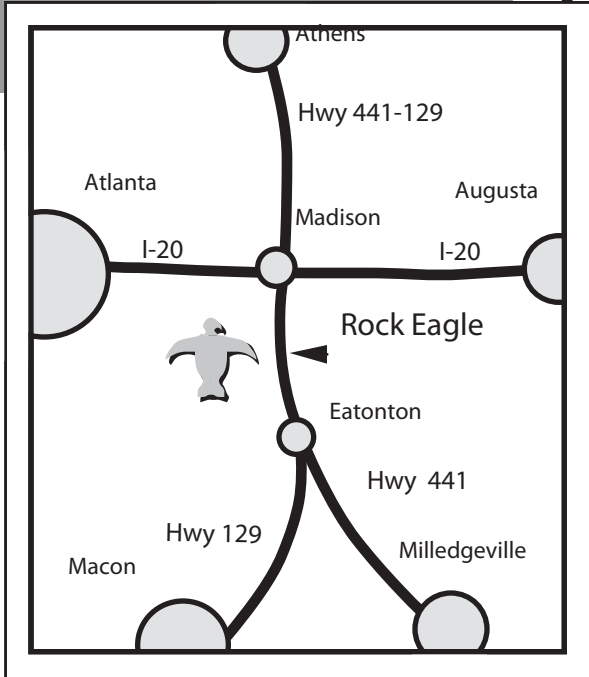 Athens
Hwy 441-129
Atlanta
Augusta
Madison
I-20
I-20
Rock Eagle
Eatonton
Hwy 441
Hwy 129
Milledgeville
Macon